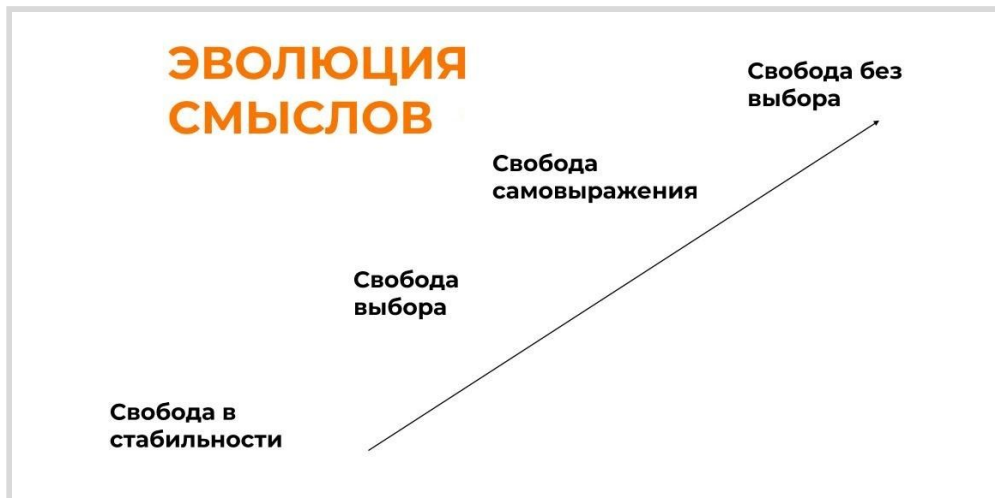 ЭВОЛЮЦИЯ
СМЫСЛОВ
Свобода без
выбора
Свобода
самовыражения
Свобода
выбора
Свобода в
стабильности